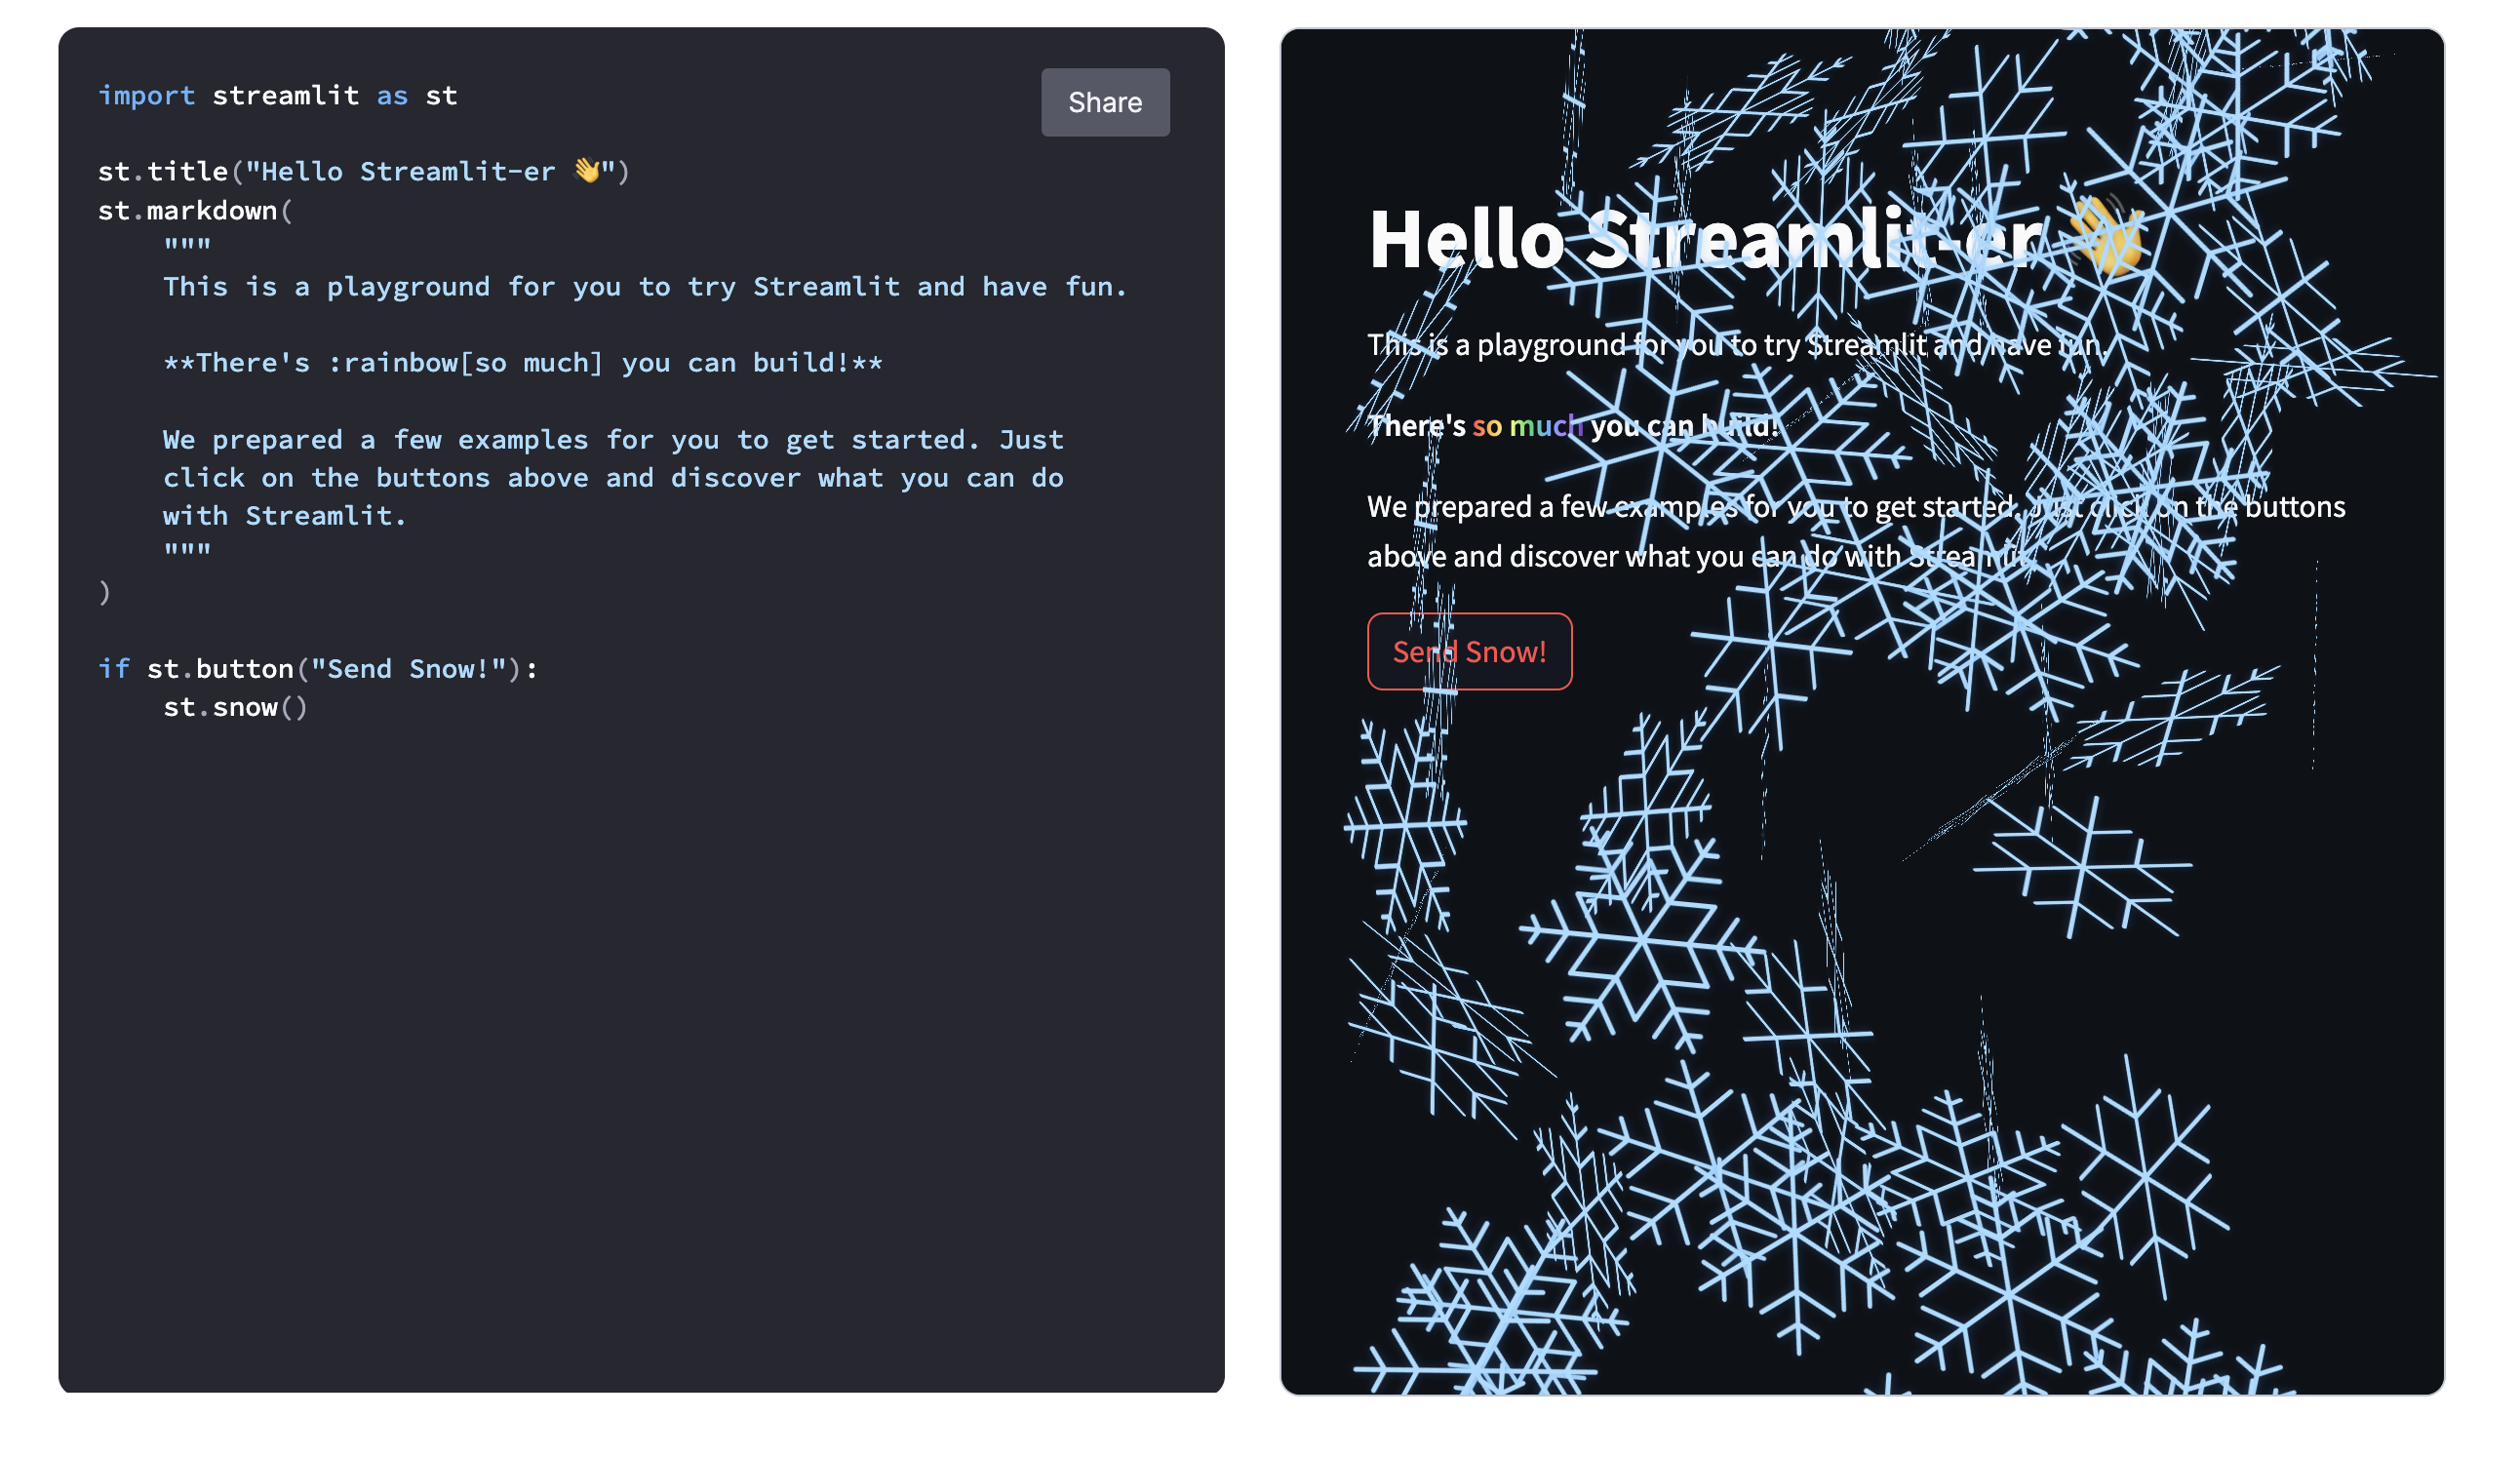 import streamlit as st
Share
st.title("Hello Streamlit-er 👋")
st.markdown(
    """
    This is a playground for you to try Streamlit and have fun.
    **There's :rainbow[so much] you can build!**
    We prepared a few examples for you to get started. Just
    click on the buttons above and discover what you can do
    with Streamlit.
    """
)
if st.button("Send Snow!"):
    st.snow()
Hello Streamlit-er 👋
This is a playground for you to try Streamlit and have fun.
There's so much you can build!
We prepared a few examples for you to get started. Just click on the buttons
above and discover what you can do with Streamlit.
Send Snow!